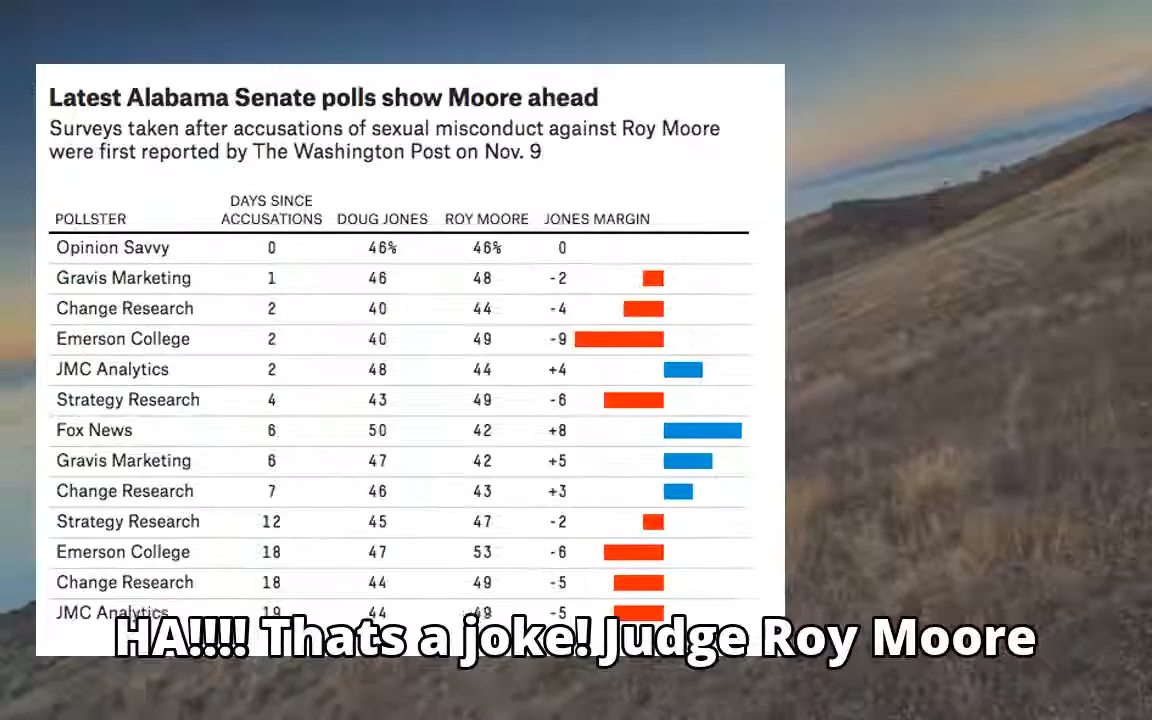 Latest Alabama Senate polls show Moore ahead
Surveys taken after accusations of sexual misconduct against Roy Moore
were first reported by The Washington Post on Nov. 9
DAYS SINCE
POLLSTER ACCUSATIONS DOUG JONES ROY MOORE JONES MARGIN
Opinion Savvy 0 46% 46% 0
Gravis Marketing 1 46 48 -2
Change Research 2 40 44 -4
Emerson College 2 40 49 -9
JMC Analytics 2 48 44 +4
Strategy Research 4 43 49 -6
Fox News 6 50 42 +8
Gravis Marketing 6 47 42 +5
Change Research 7 46 43 +3
Strategy Research 12 45 47 -2
Emerson College 18 47 53 -6
Change Research 18 44 49 -5
JMC Analytics 19 44 49 -5
HA!!!! Thats a joke! Judge Roy Moore